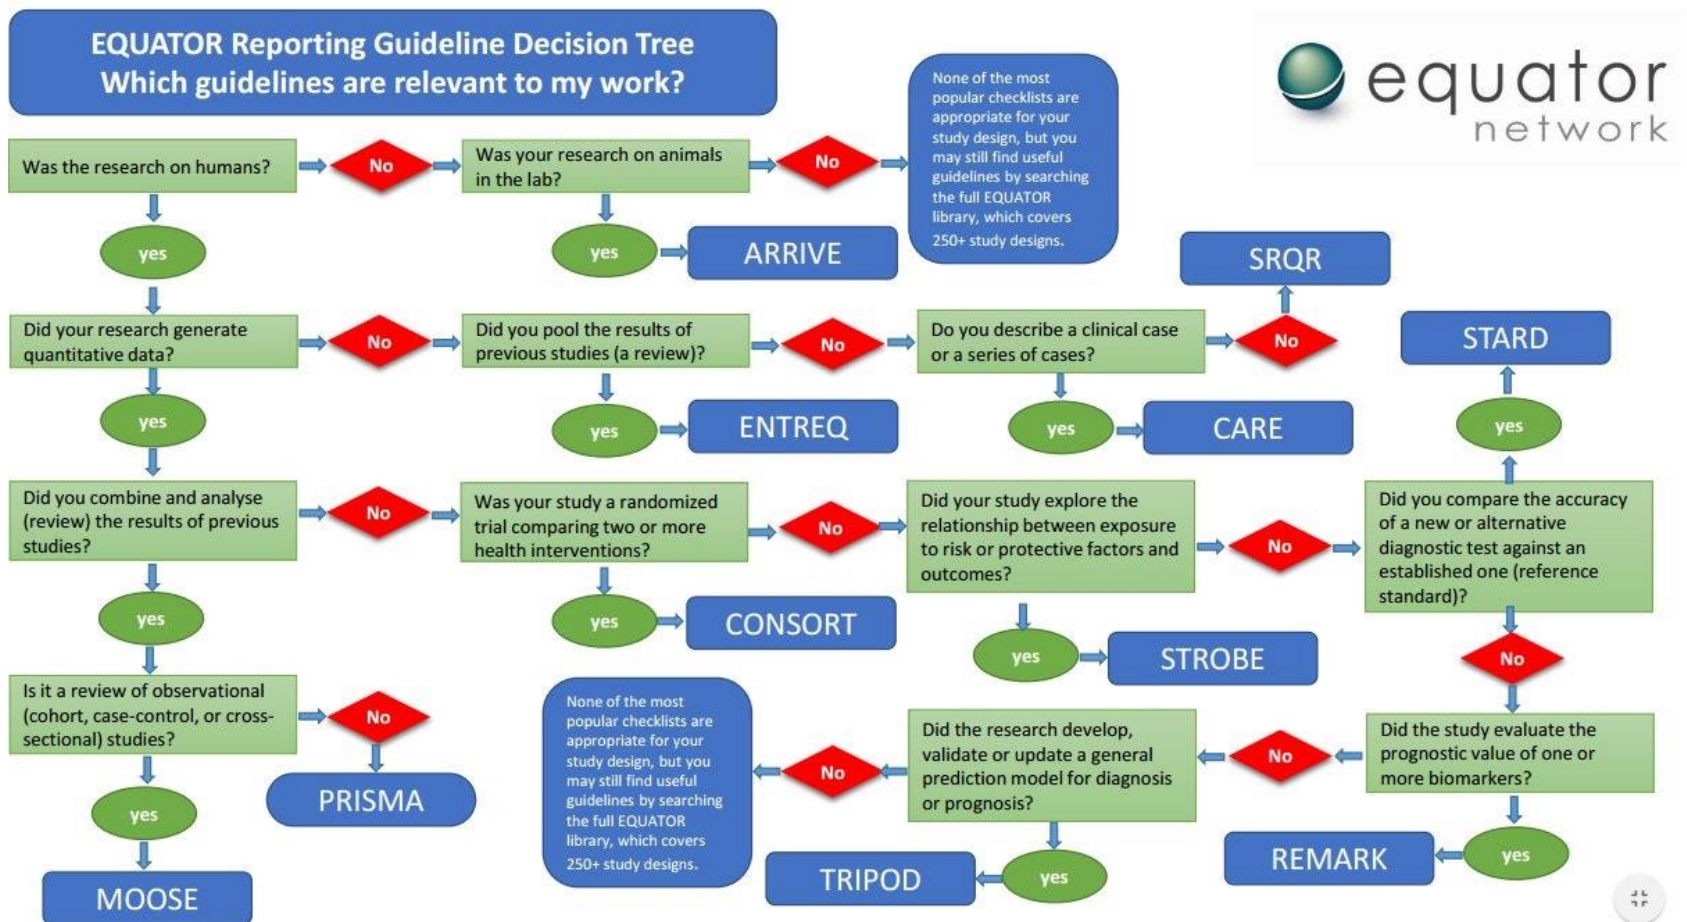 EQUATOR Reporting Guideline Decision Tree
Which guidelines are relevant to my work?
equator
network
None of the most
popular checklists are
appropriate for your
study design, but you
may still find useful
guidelines by searching
the full EQUATOR
library, which covers
250+ study designs.
Was the research on humans?
No
Was your research on animals
in the lab?
No
yes
yes
ARRIVE
SRQR
Did your research generate
quantitative data?
No
Did you pool the results of
previous studies (a review)?
No
Do you describe a clinical case
or a series of cases?
No
STARD
yes
yes
ENTREQ
yes
CARE
yes
Did you combine and analyse
(review) the results of previous
studies?
No
Was your study a randomized
trial comparing two or more
health interventions?
No
Did your study explore the
relationship between exposure
to risk or protective factors and
outcomes?
No
Did you compare the accuracy
of a new or alternative
diagnostic test against an
established one (reference
standard)?
yes
yes
CONSORT
yes
STROBE
No
Is it a review of observational
(cohort, case-control, or cross-
sectional) studies?
No
PRISMA
None of the most
popular checklists are
appropriate for your
study design, but you
may still find useful
guidelines by searching
the full EQUATOR
library, which covers
250+ study designs.
No
Did the research develop,
validate or update a general
prediction model for diagnosis
or prognosis?
No
Did the study evaluate the
prognostic value of one or
more biomarkers?
yes
MOOSE
TRIPOD
yes
REMARK
yes